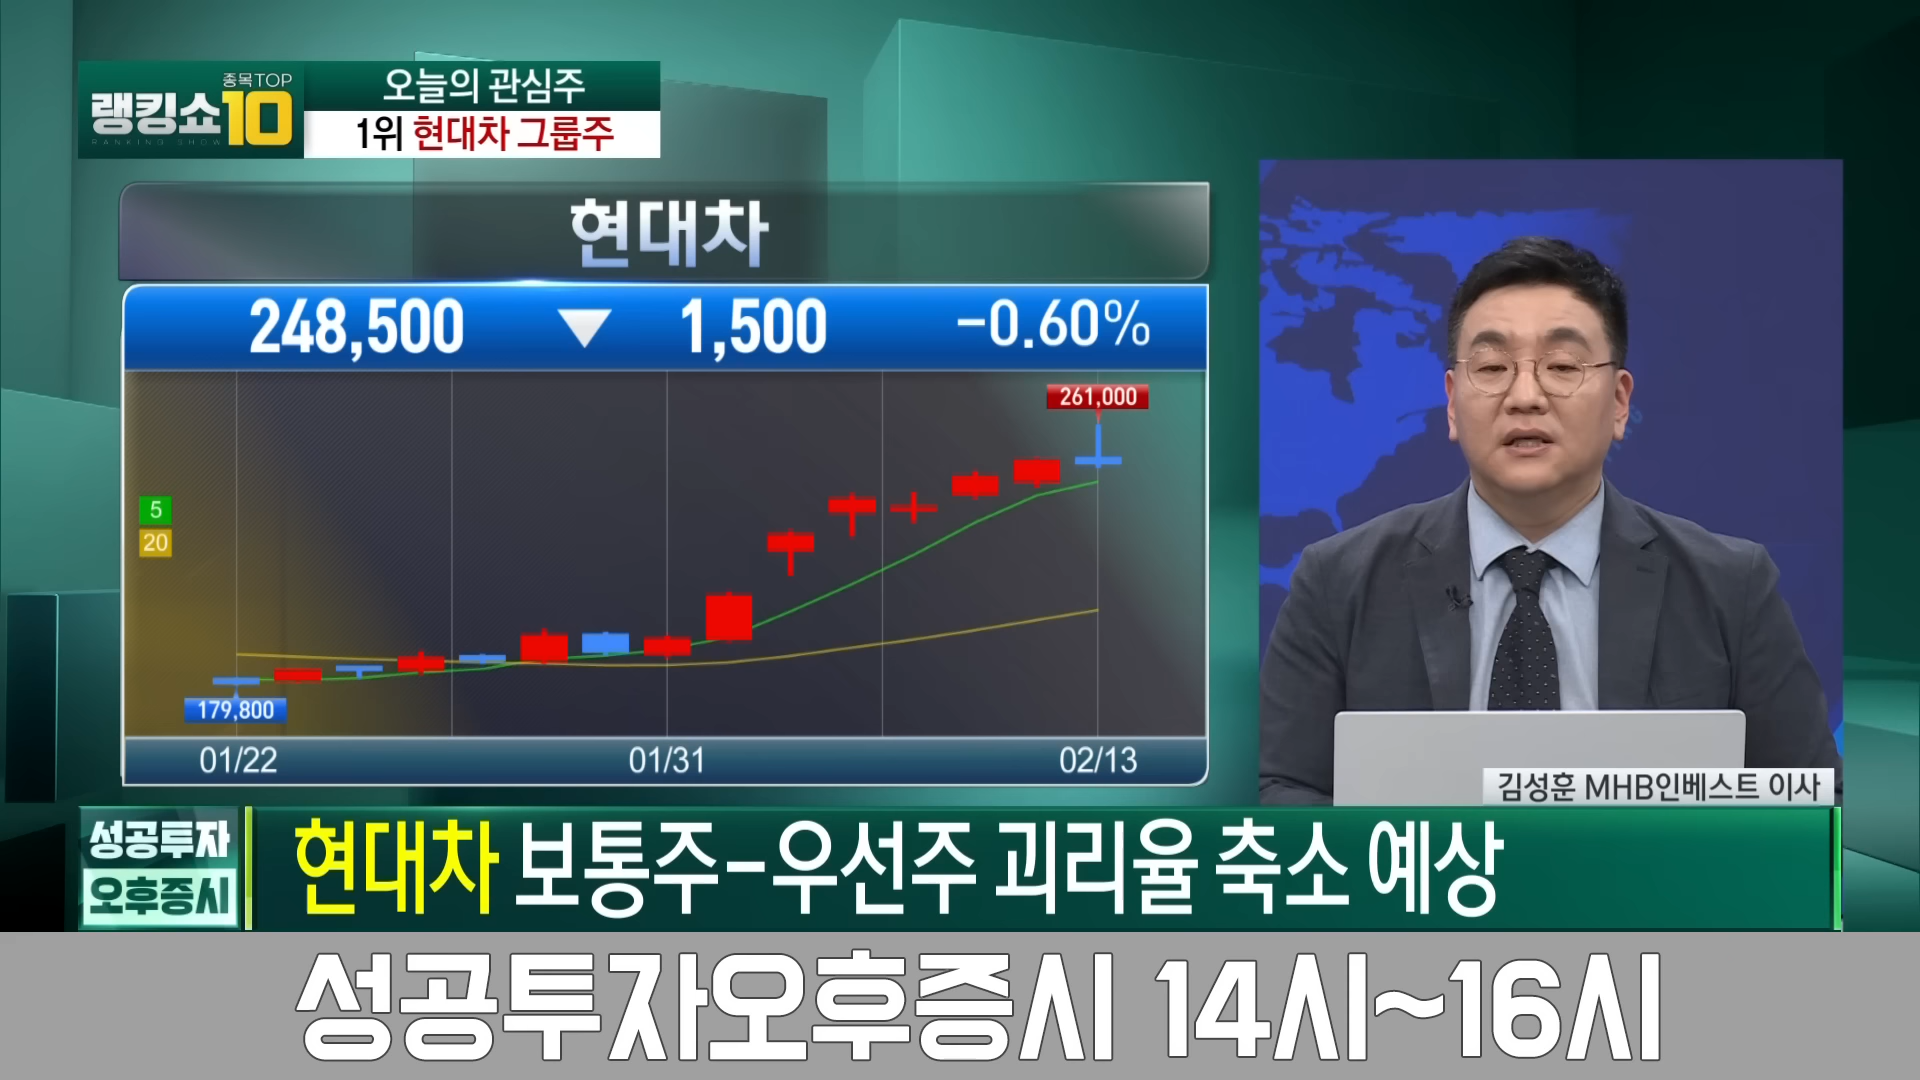 종목TOP
랭킹쇼10
RANKING SHOW
오늘의 관심주
1위 현대차 그룹주
현대차
248,500 ▼ 1,500 -0.60%
261,000
5
20
179,800
01/22 01/31 02/13
김성훈 MHB인베스트 이사
성공투자
오후증시
현대차 보통주-우선주 괴리율 축소 예상
성공투자오후증시 14시~16시